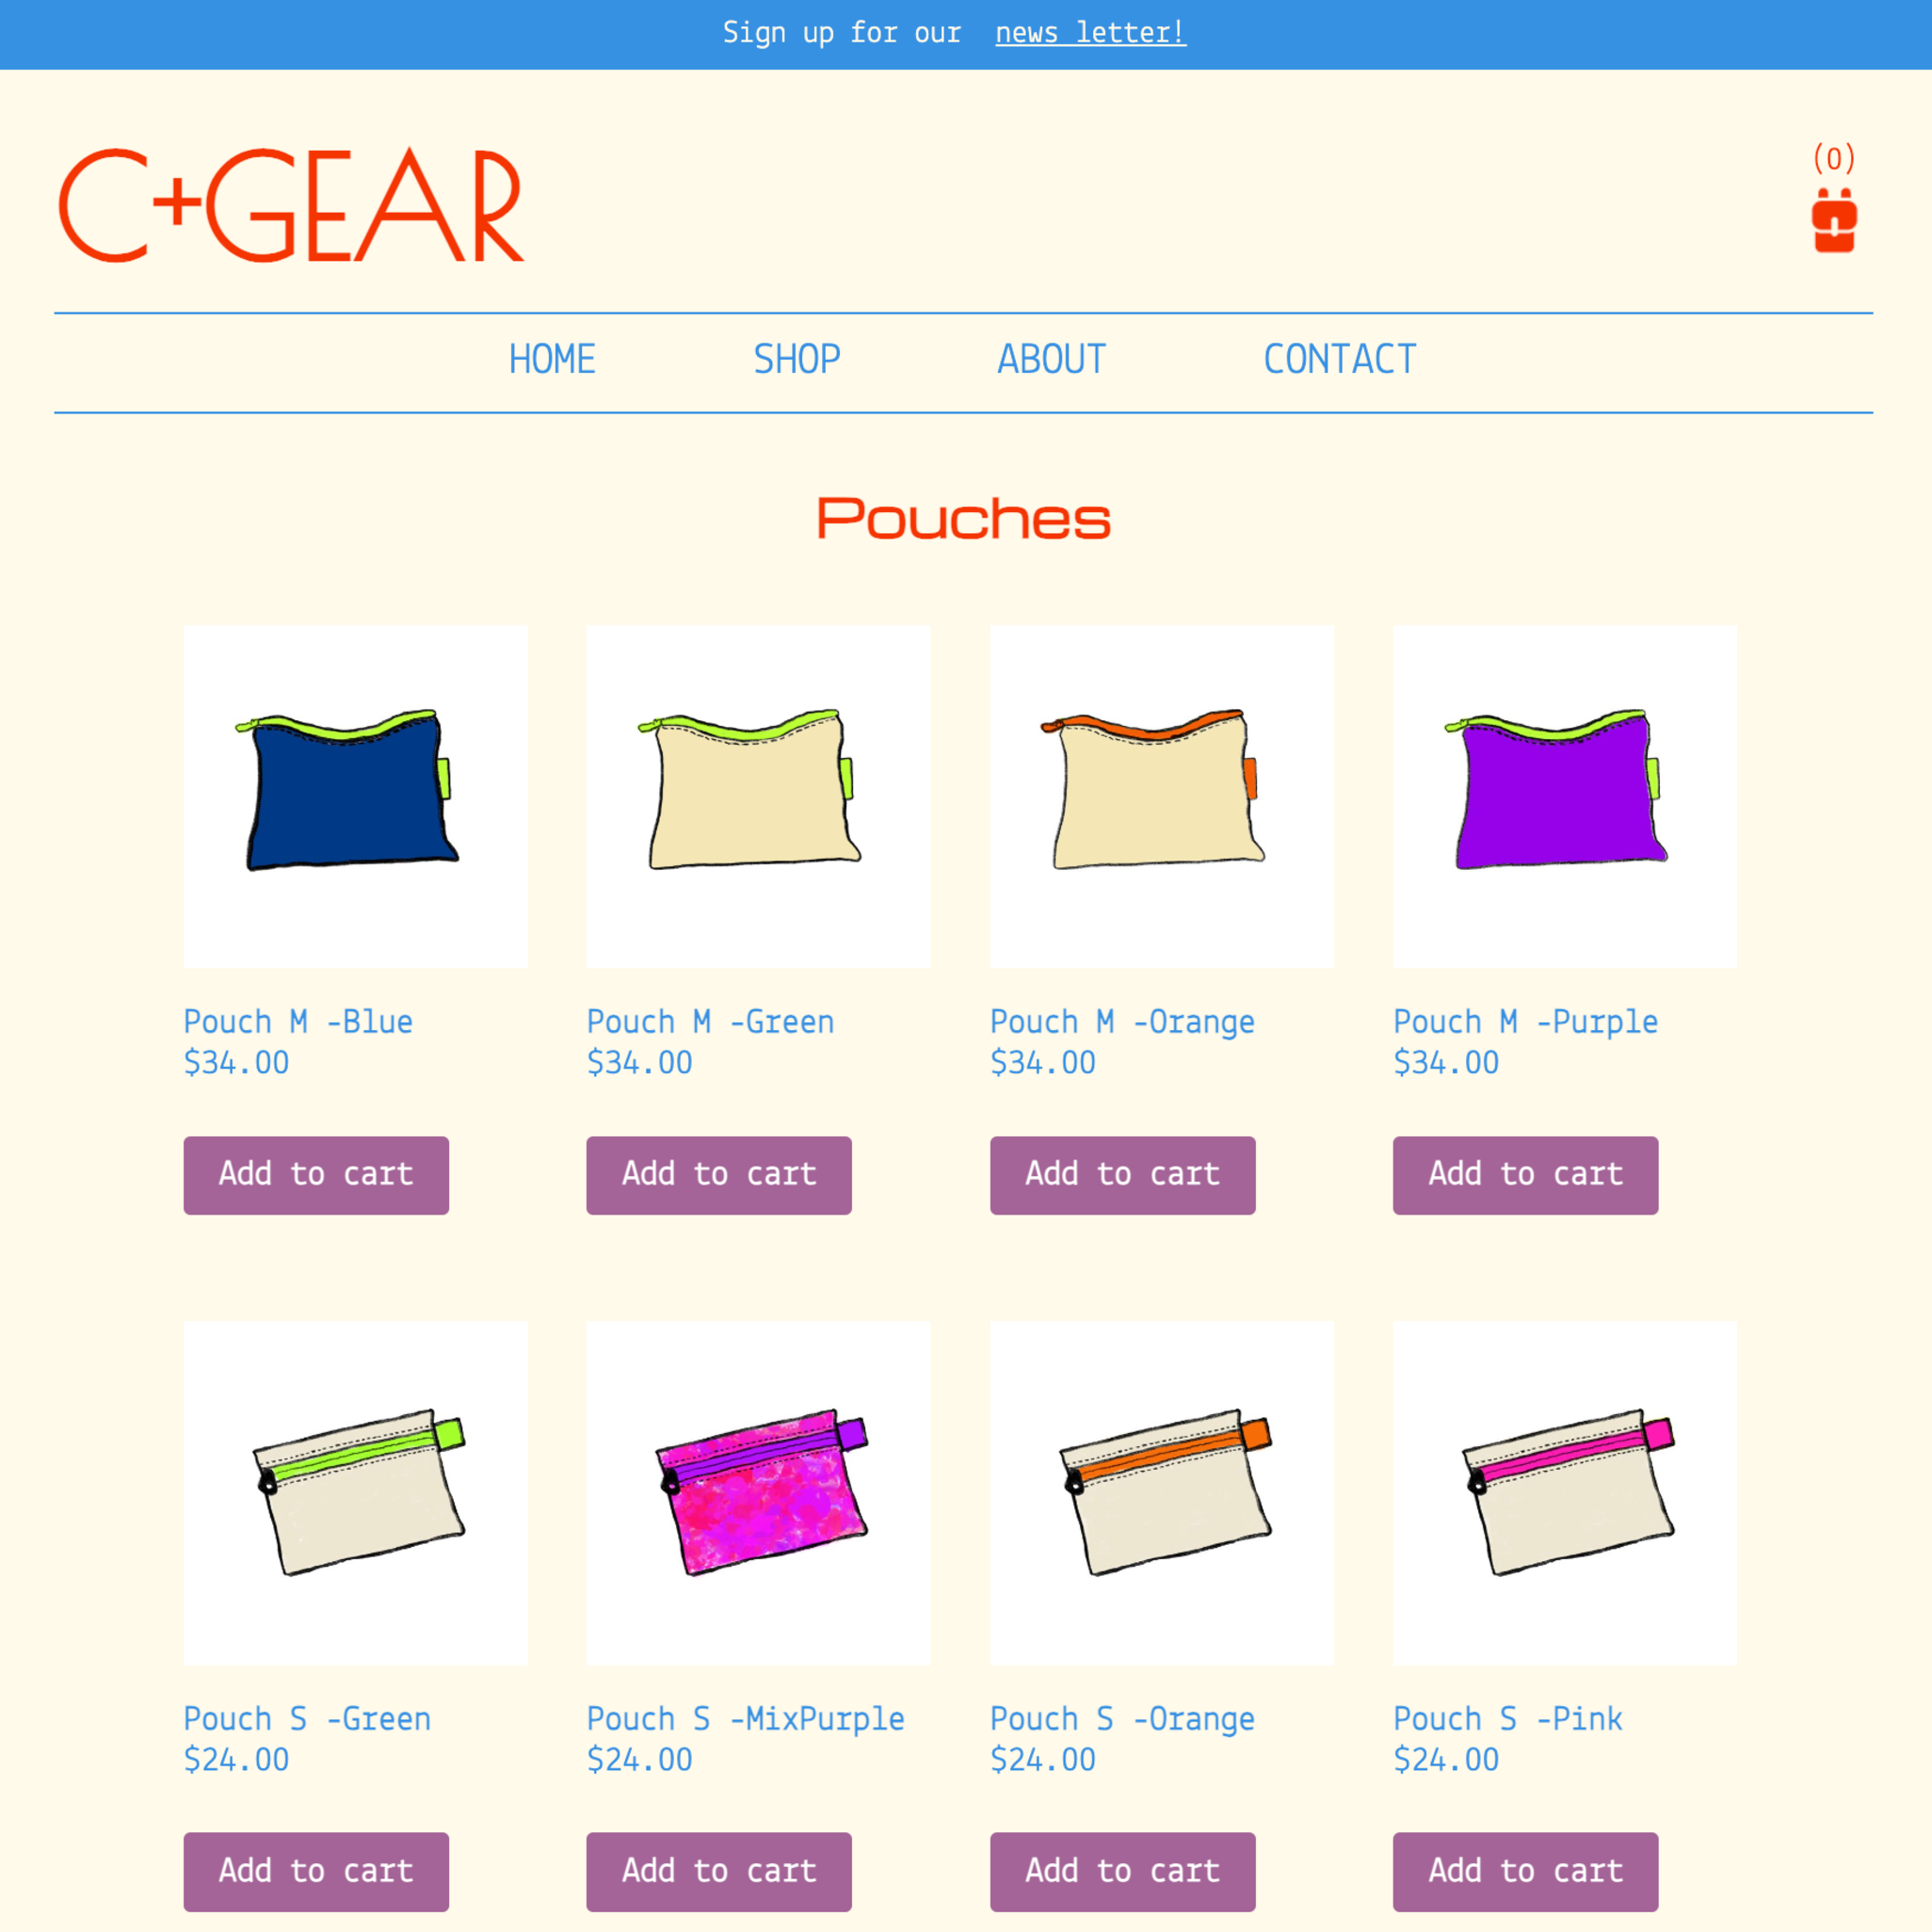 Sign up for our news letter!
C+GEAR
(0)
HOME SHOP ABOUT CONTACT
Pouches
Pouch M -Blue
$34.00
Add to cart
Pouch M -Green
$34.00
Add to cart
Pouch M -Orange
$34.00
Add to cart
Pouch M -Purple
$34.00
Add to cart
Pouch S -Green
$24.00
Add to cart
Pouch S -MixPurple
$24.00
Add to cart
Pouch S -Orange
$24.00
Add to cart
Pouch S -Pink
$24.00
Add to cart